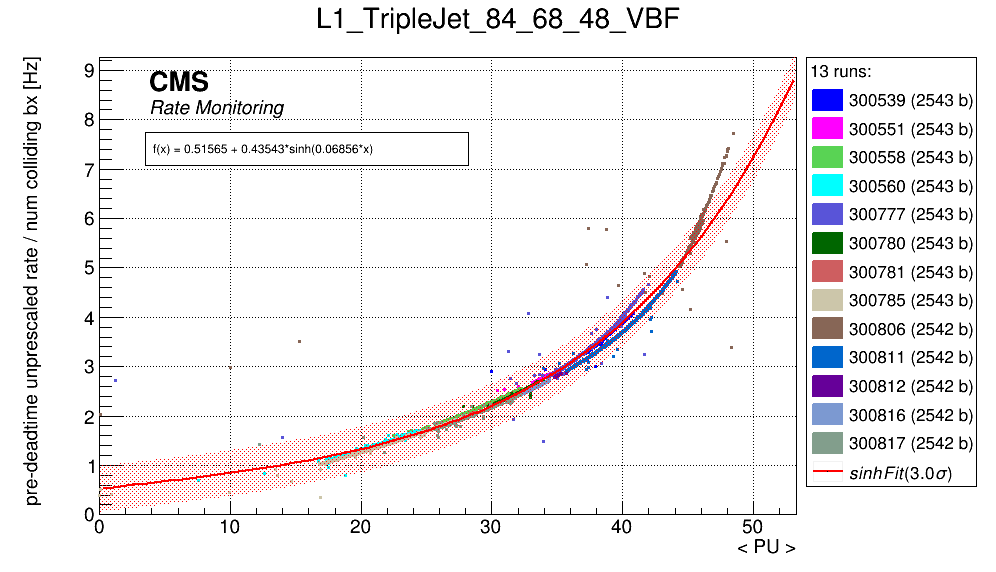 L1_TripleJet_84_68_48_VBF
pre-deadtime unprescaled rate / num colliding bx [Hz]
9
8
7
6
5
4
3
2
1
0
CMS
Rate Monitoring
f(x) = 0.51565 + 0.43543*sinh(0.06856*x)
0 10 20 30 40 50
< PU >
13 runs:
300539 (2543 b)
300551 (2543 b)
300558 (2543 b)
300560 (2543 b)
300777 (2543 b)
300780 (2543 b)
300781 (2543 b)
300785 (2543 b)
300806 (2542 b)
300811 (2542 b)
300812 (2542 b)
300816 (2542 b)
300817 (2542 b)
sinhFit(3.0σ)